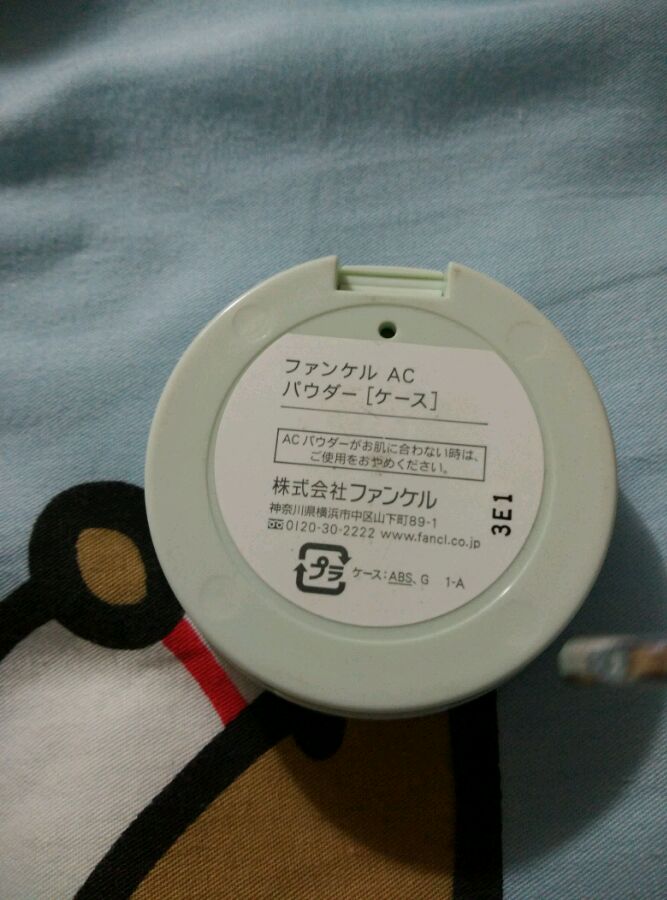 ファンケル AC
パウダー [ケース]
ACパウダーがお肌に合わない時は、
ご使用をおやめください。
株式会社ファンケル
神奈川県横浜市中区山下町89-1
0120-30-2222 www.fancl.co.jp
プラ ケース:ABS、G 1-A
3E1